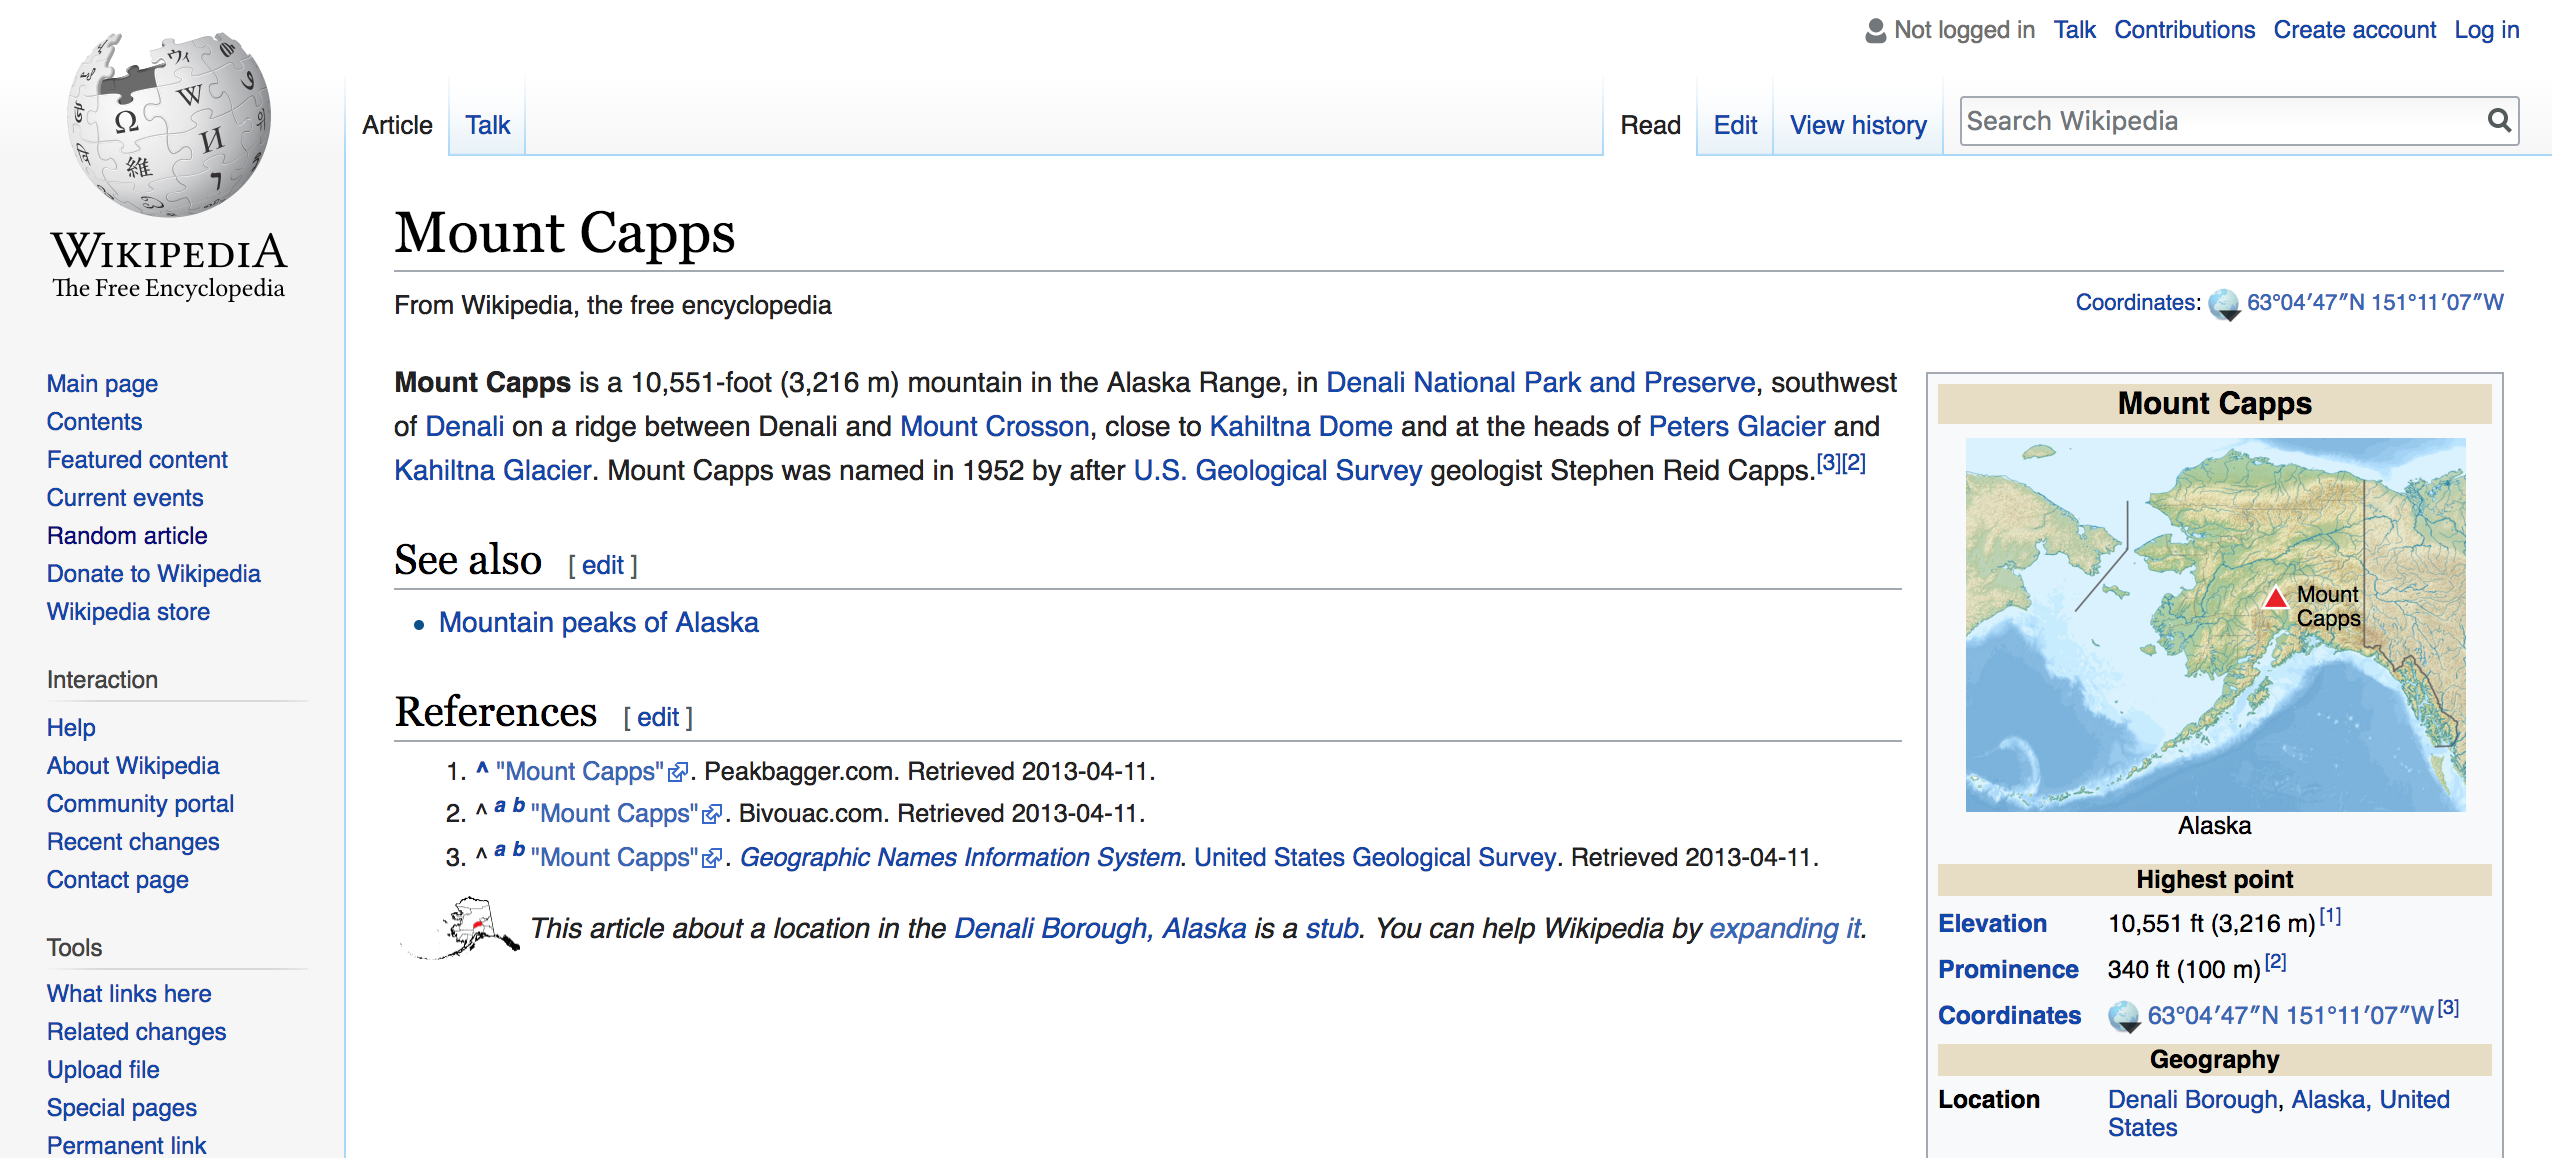 Not logged in Talk Contributions Create account Log in
Article Talk Read Edit View history Search Wikipedia
Ω W И 維 ウィ
WIKIPEDIA
The Free Encyclopedia
Main page
Contents
Featured content
Current events
Random article
Donate to Wikipedia
Wikipedia store
Interaction
Help
About Wikipedia
Community portal
Recent changes
Contact page
Tools
What links here
Related changes
Upload file
Special pages
Permanent link
Mount Capps
From Wikipedia, the free encyclopedia
Coordinates: 63°04′47″N 151°11′07″W
Mount Capps is a 10,551-foot (3,216 m) mountain in the Alaska Range, in Denali National Park and Preserve, southwest
of Denali on a ridge between Denali and Mount Crosson, close to Kahiltna Dome and at the heads of Peters Glacier and
Kahiltna Glacier. Mount Capps was named in 1952 by after U.S. Geological Survey geologist Stephen Reid Capps.[3][2]
See also [ edit ]
• Mountain peaks of Alaska
References [ edit ]
1. ^ "Mount Capps". Peakbagger.com. Retrieved 2013-04-11.
2. ^ a b "Mount Capps". Bivouac.com. Retrieved 2013-04-11.
3. ^ a b "Mount Capps". Geographic Names Information System. United States Geological Survey. Retrieved 2013-04-11.
This article about a location in the Denali Borough, Alaska is a stub. You can help Wikipedia by expanding it.
Mount Capps
Mount
Capps
Alaska
Highest point
Elevation 10,551 ft (3,216 m)[1]
Prominence 340 ft (100 m)[2]
Coordinates 63°04′47″N 151°11′07″W[3]
Geography
Location Denali Borough, Alaska, United
States